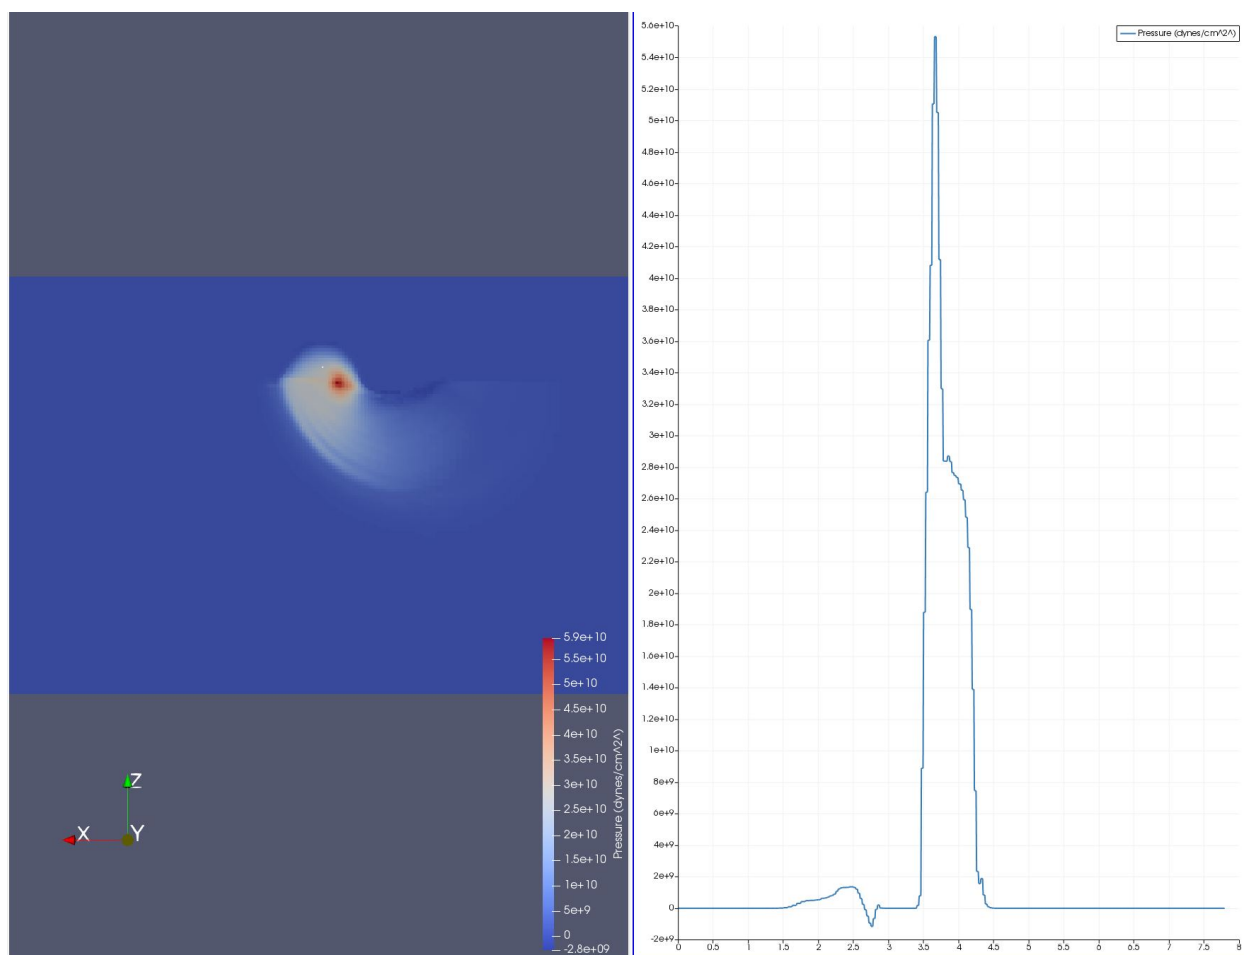 5.9e+10
5.5e+10
5e+10
4.5e+10
4e+10
3.5e+10
3e+10
2.5e+10
2e+10
1.5e+10
1e+10
5e+9
0
-2.8e+09
Pressure (dynes/cm^2^)
Z
X
Y
Pressure (dynes/cm^2^)
5.6e+10
5.4e+10
5.2e+10
5e+10
4.8e+10
4.6e+10
4.4e+10
4.2e+10
4e+10
3.8e+10
3.6e+10
3.4e+10
3.2e+10
3e+10
2.8e+10
2.6e+10
2.4e+10
2.2e+10
2e+10
1.8e+10
1.6e+10
1.4e+10
1.2e+10
1e+10
8e+9
6e+9
4e+9
2e+9
0
-2e+9
0 0.5 1 1.5 2 2.5 3 3.5 4 4.5 5 5.5 6 6.5 7 7.5 8